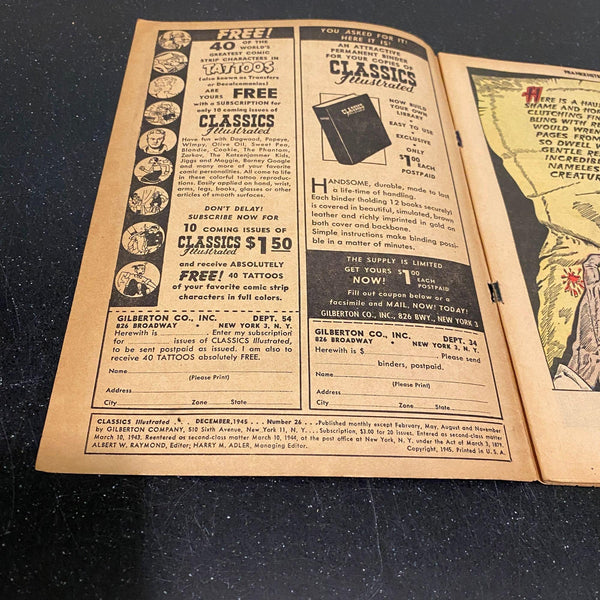 FREE!
40 OF THE WORLD'S
GREATEST COMIC
STRIP CHARACTERS IN
TATTOOS
(also known as Transfers
or Decalcomanias)
ARE
YOURS FREE
with a SUBSCRIPTION for
only 10 coming issues of
CLASSICS
Illustrated
Have fun with Dagwood, Popeye,
Wimpy, Olive Oil, Sweet Pea,
Blondie, Cookie, The Phantom,
Zarkov, The Katzenjammer Kids,
Jiggs and Maggie, Barney Google
and many more of your favorite
comic personalities. All come to life
in these colorful tattoo reproduc-
tions. Easily applied on hand, wrist,
arms, legs, books, glasses or other
articles of smooth surfaces.
DON'T DELAY!
SUBSCRIBE NOW FOR
10 COMING ISSUES OF
CLASSICS $1.50
Illustrated
and receive ABSOLUTELY
FREE! 40 TATTOOS
of your favorite comic strip
characters in full colors.
GILBERTON CO., INC. DEPT. 54
826 BROADWAY NEW YORK 3, N. Y.
Herewith is . Enter my subscription
for issues of CLASSICS Illustrated,
to be sent postpaid as issued. I am also to
receive 40 TATTOOS absolutely FREE.
Name
(Please Print)
Address
City Zone State
YOU ASKED FOR IT!
HERE IT IS!
AN ATTRACTIVE
PERMANENT BINDER
FOR YOUR COPIES OF
CLASSICS
Illustrated
NOW BUILD
YOUR OWN
LIBRARY
EASY TO
USE
EXCLUSIVE
ONLY
$1.00 EACH
POSTPAID
HANDSOME, durable, made to last
a life-time of handling.
Each binder (holding 12 books securely)
is covered in beautiful, simulated, brown
leather and richly imprinted in gold on
both cover and backbone.
Simple instructions make binding possi-
ble in a matter of minutes.
THE SUPPLY IS LIMITED
GET YOURS $1.00 EACH
NOW! POSTPAID
Fill out coupon below or a
facsimile and MAIL, NOW! TODAY!
GILBERTON CO., INC., 826 BWY., NEW YORK 3
GILBERTON CO., INC. DEPT. 34
826 BROADWAY NEW YORK 3, N. Y.
Herewith is $ Please send
binders, postpaid.
Name
(Please Print)
Address
City Zone State
CLASSICS Illustrated . . . DECEMBER, 1945 . . . Number 26 . . . Published monthly except February, May, August and November
by GILBERTON COMPANY, 510 Sixth Avenue, New York 11, N. Y. . . . Subscription, $3.00 for 20 issues. Entered as second-class matter
March 10, 1943. Reentered as second-class matter March 10, 1944, at the post office at New York, N. Y., under the Act of March 3, 1879.
ALBERT W. RAYMOND, Editor; HARRY M. ADLER, Managing Editor. Copyright, 1945. Printed in U. S. A.
HERE IS A
SHAME AND
CLUTCHING
BEING WITH
WOULD
PAGES FROM
SO DWELL
GENTLE
INCREDIBL
NAMELES
CREATUR